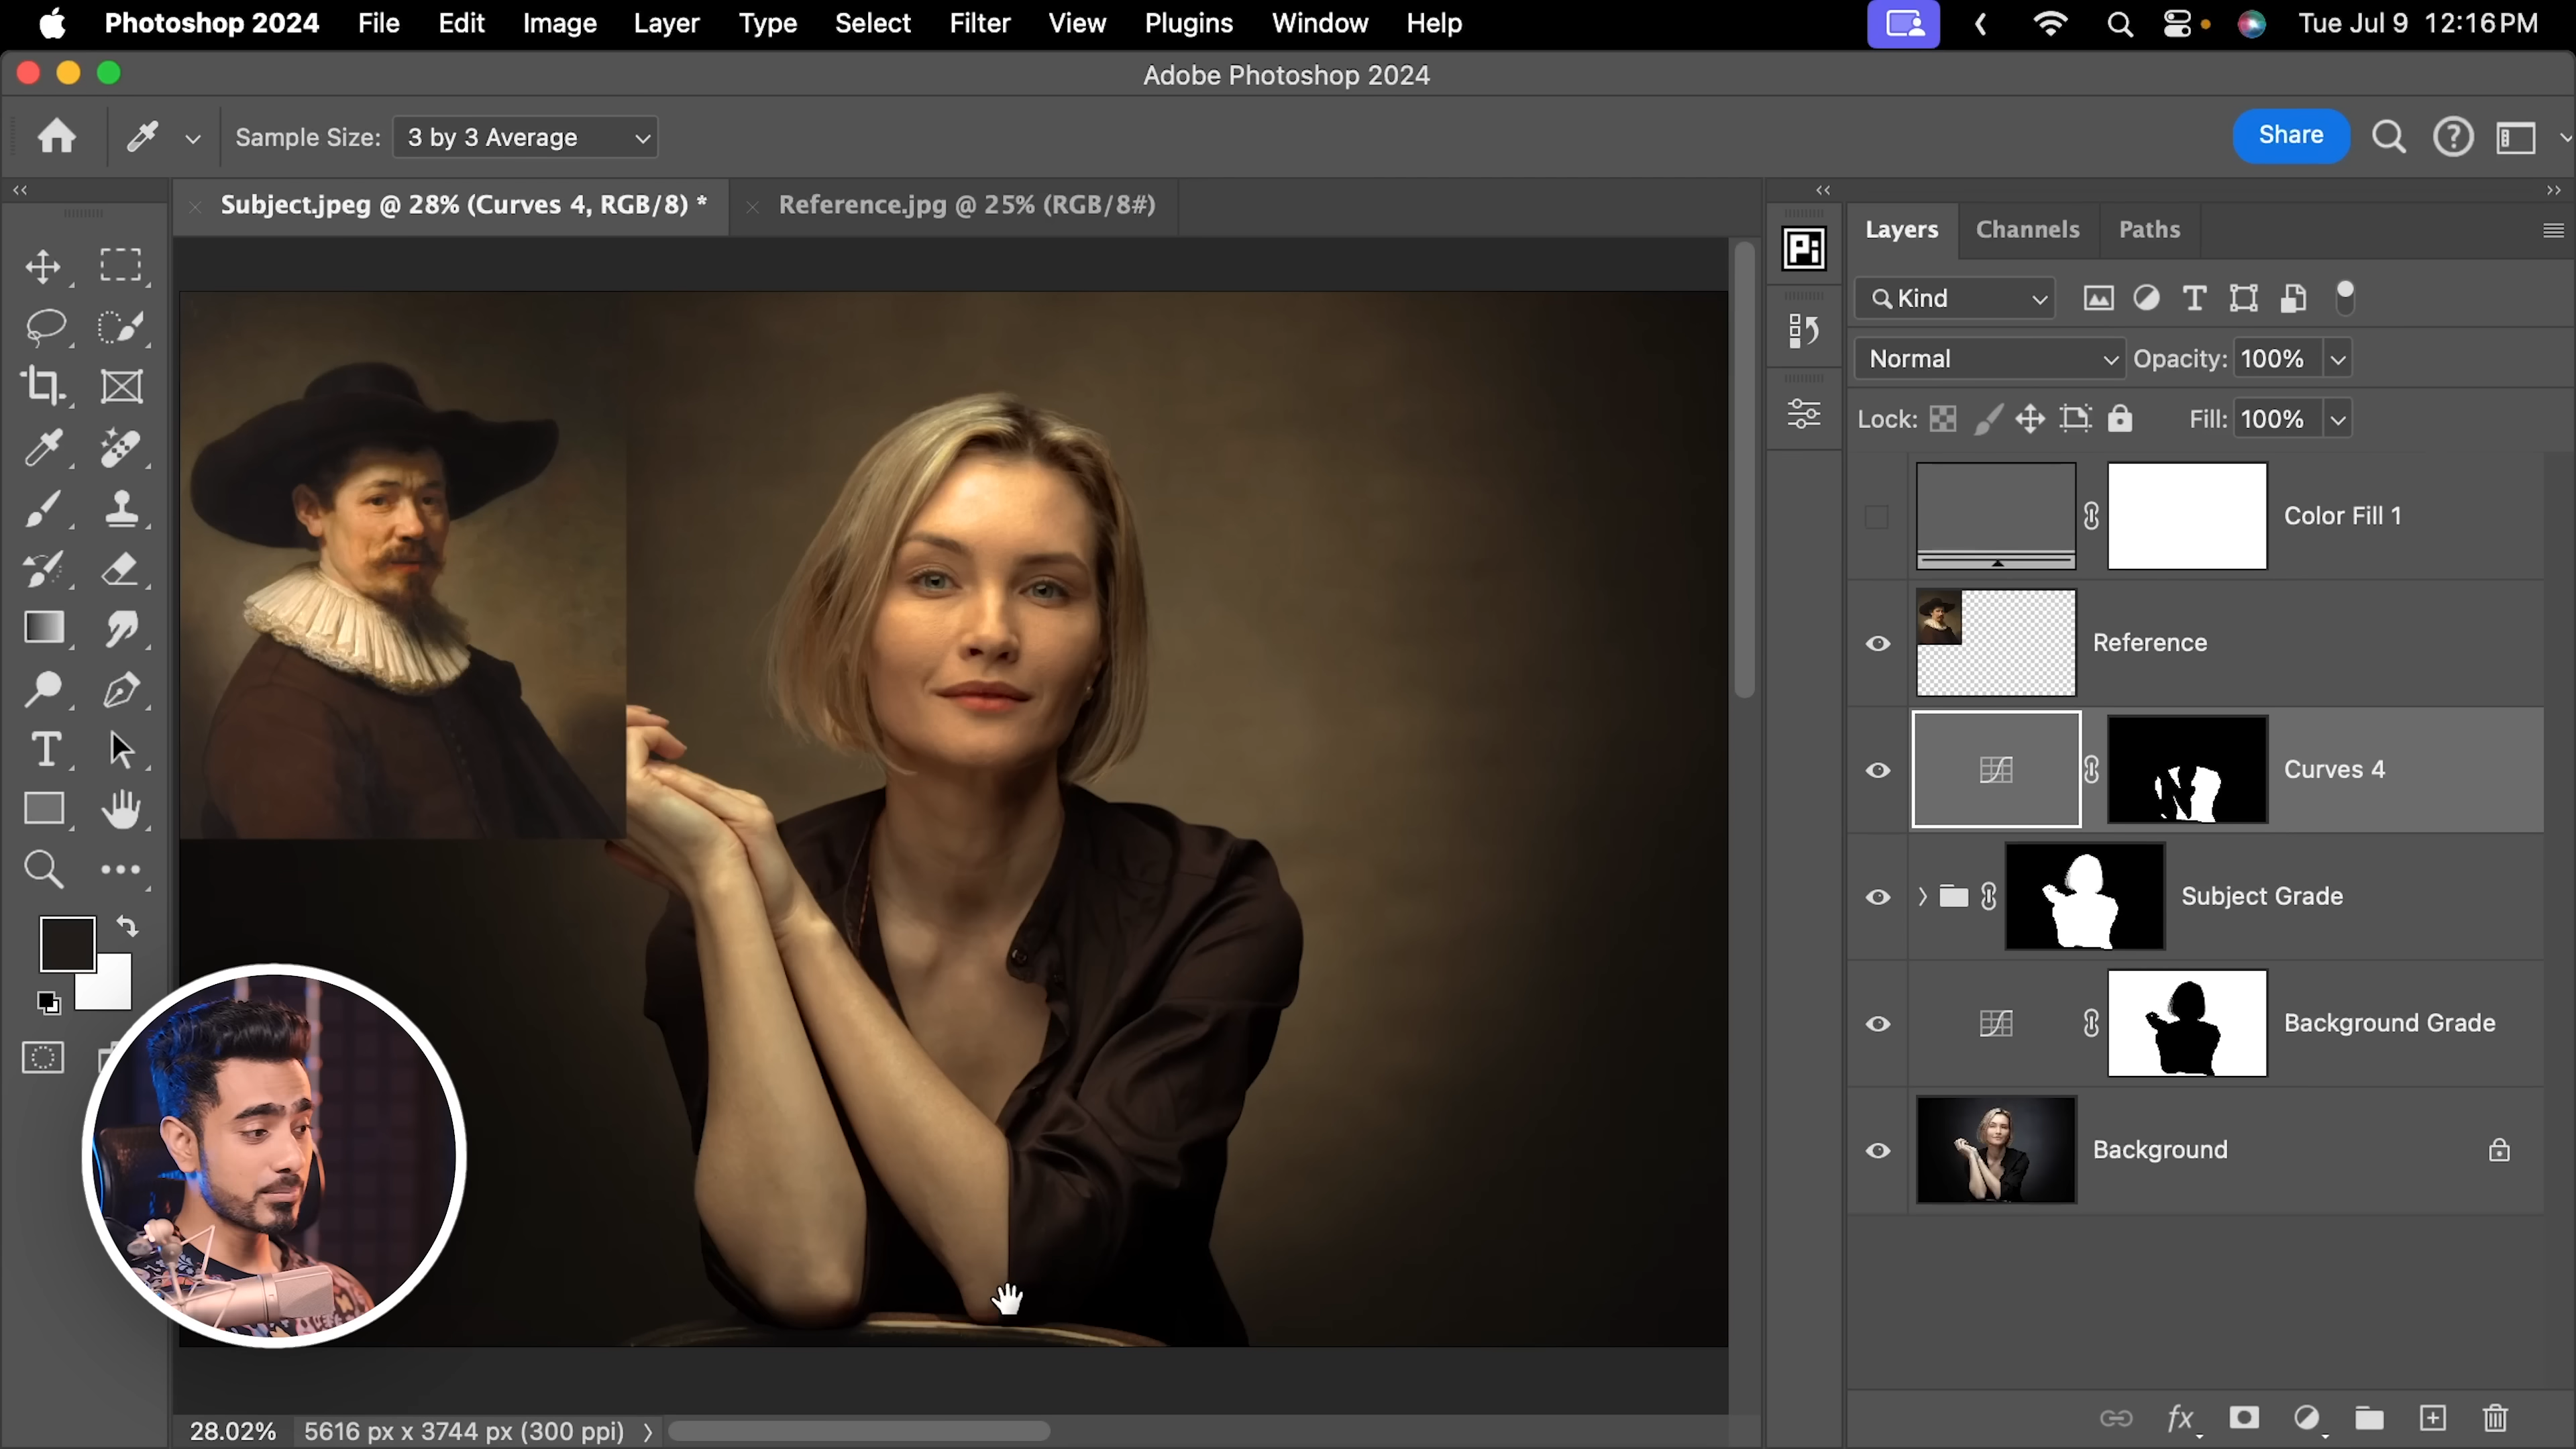 Photoshop 2024 File Edit Image Layer Type Select Filter View Plugins Window Help Tue Jul 9 12:16 PM
Adobe Photoshop 2024
Sample Size: 3 by 3 Average Share
Subject.jpeg @ 28% (Curves 4, RGB/8) * Reference.jpg @ 25% (RGB/8#)
Pi
Layers Channels Paths
Kind
Normal Opacity: 100%
Lock: Fill: 100%
Color Fill 1
Reference
Curves 4
Subject Grade
Background Grade
Background
28.02% 5616 px x 3744 px (300 ppi)
fx